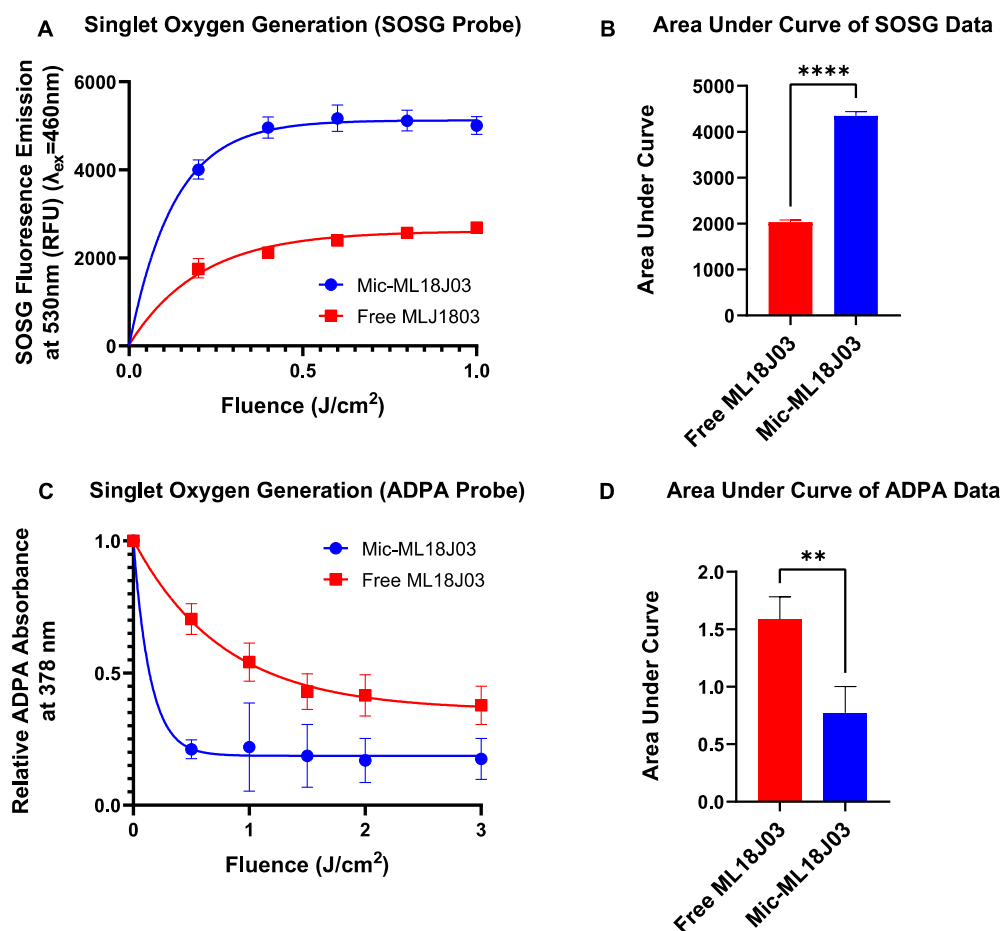 A Singlet Oxygen Generation (SOSG Probe)
SOSG Fluoresence Emission
at 530nm (RFU) (λex=460nm)
6000
4000
2000
0
0.0
0.5
1.0
Mic-ML18J03
Free MLJ1803
Fluence (J/cm²)
B Area Under Curve of SOSG Data
Area Under Curve
5000
4000
3000
2000
1000
0
****
Free ML18J03
Mic-ML18J03
C Singlet Oxygen Generation (ADPA Probe)
Relative ADPA Absorbance
at 378 nm
1.0
0.5
0.0
0
1
2
3
Mic-ML18J03
Free ML18J03
Fluence (J/cm²)
D Area Under Curve of ADPA Data
Area Under Curve
2.0
1.5
1.0
0.5
0.0
**
Free ML18J03
Mic-ML18J03